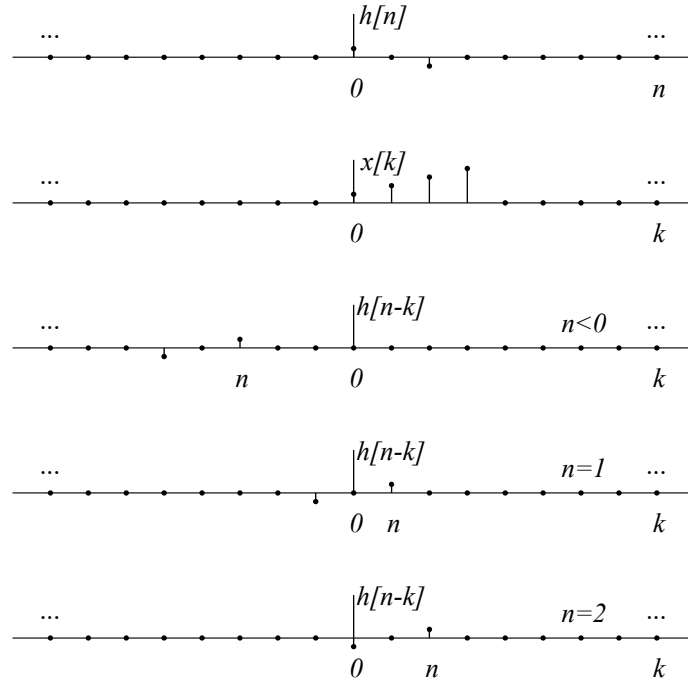 h[n]
... ...
0 n
x[k]
... ...
0 k
h[n-k]
... n<0 ...
n 0 k
h[n-k]
... n=1 ...
0 n k
h[n-k]
... n=2 ...
0 n k